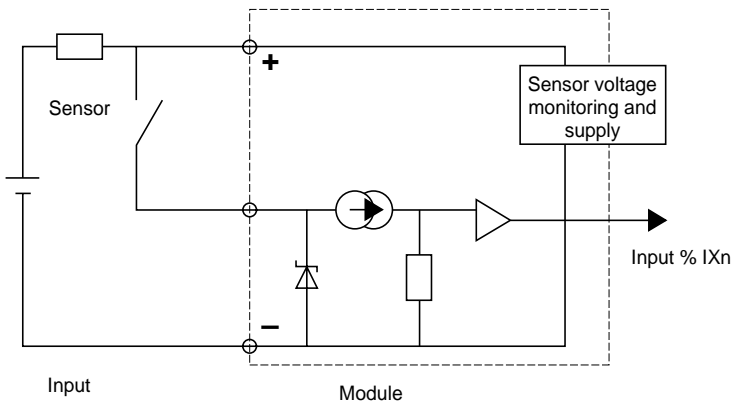 +
Sensor voltage
monitoring and
supply
Sensor
Input % IXn
−
Input
Module